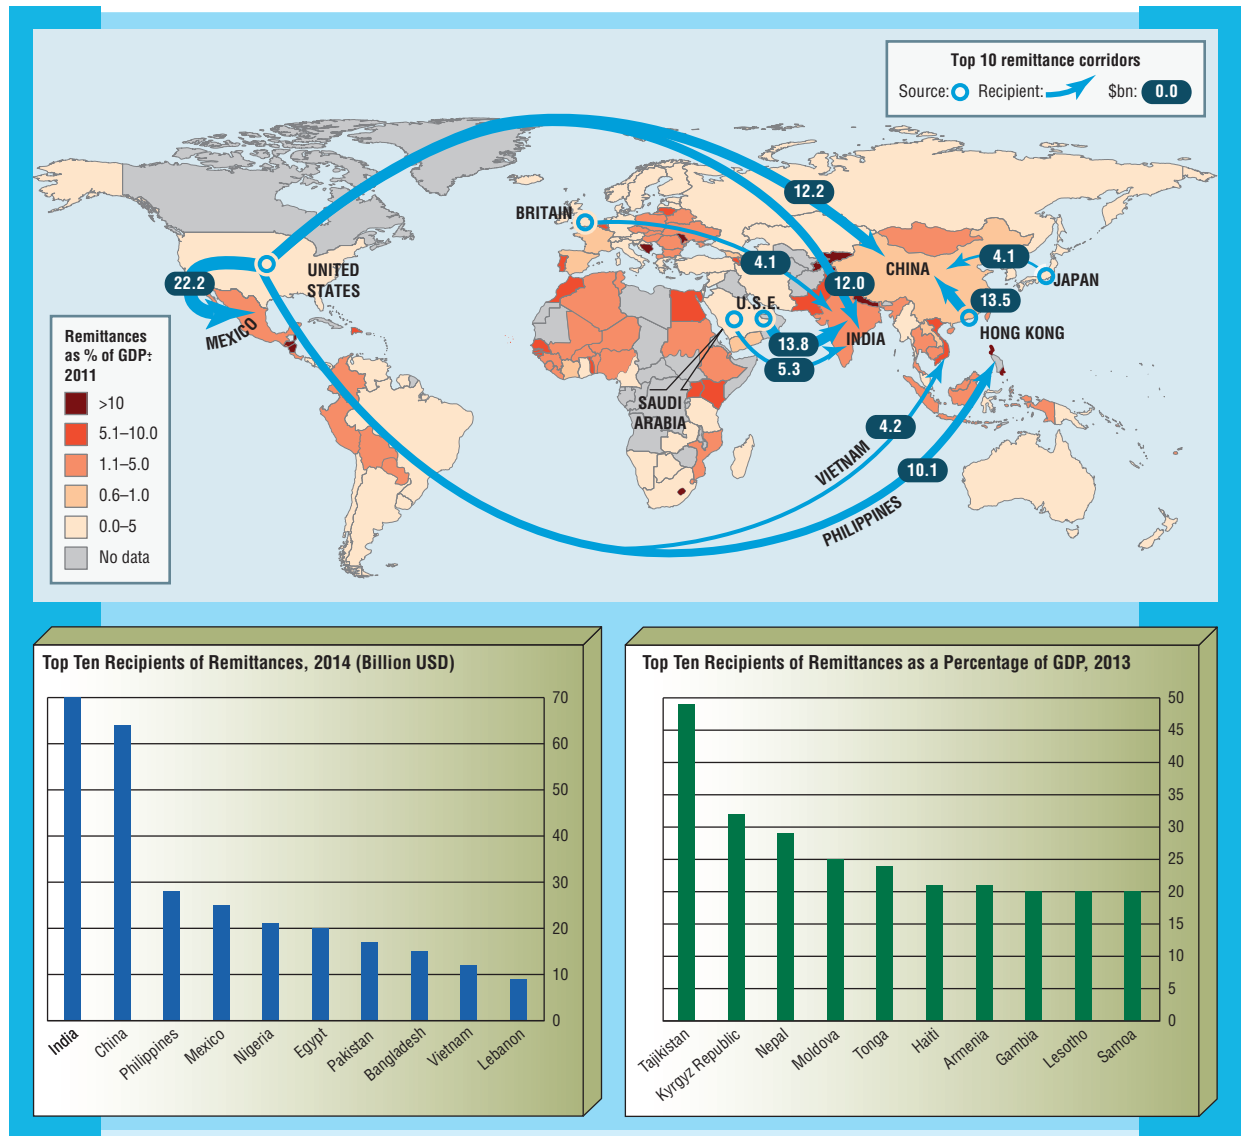 Top 10 remittance corridors
Source: Recipient: $bn: 0.0
12.2
BRITAIN
4.1
CHINA
4.1
JAPAN
UNITED
STATES
22.2
MEXICO
U.S.E.
12.0
13.5
HONG KONG
INDIA
13.8
5.3
SAUDI
ARABIA
4.2
VIETNAM
10.1
PHILIPPINES
Remittances
as % of GDP‡
2011
>10
5.1–10.0
1.1–5.0
0.6–1.0
0.0–5
No data
Top Ten Recipients of Remittances, 2014 (Billion USD)
70
60
50
40
30
20
10
0
India
China
Philippines
Mexico
Nigeria
Egypt
Pakistan
Bangladesh
Vietnam
Lebanon
Top Ten Recipients of Remittances as a Percentage of GDP, 2013
50
45
40
35
30
25
20
15
10
5
0
Tajikistan
Kyrgyz Republic
Nepal
Moldova
Tonga
Haiti
Armenia
Gambia
Lesotho
Samoa